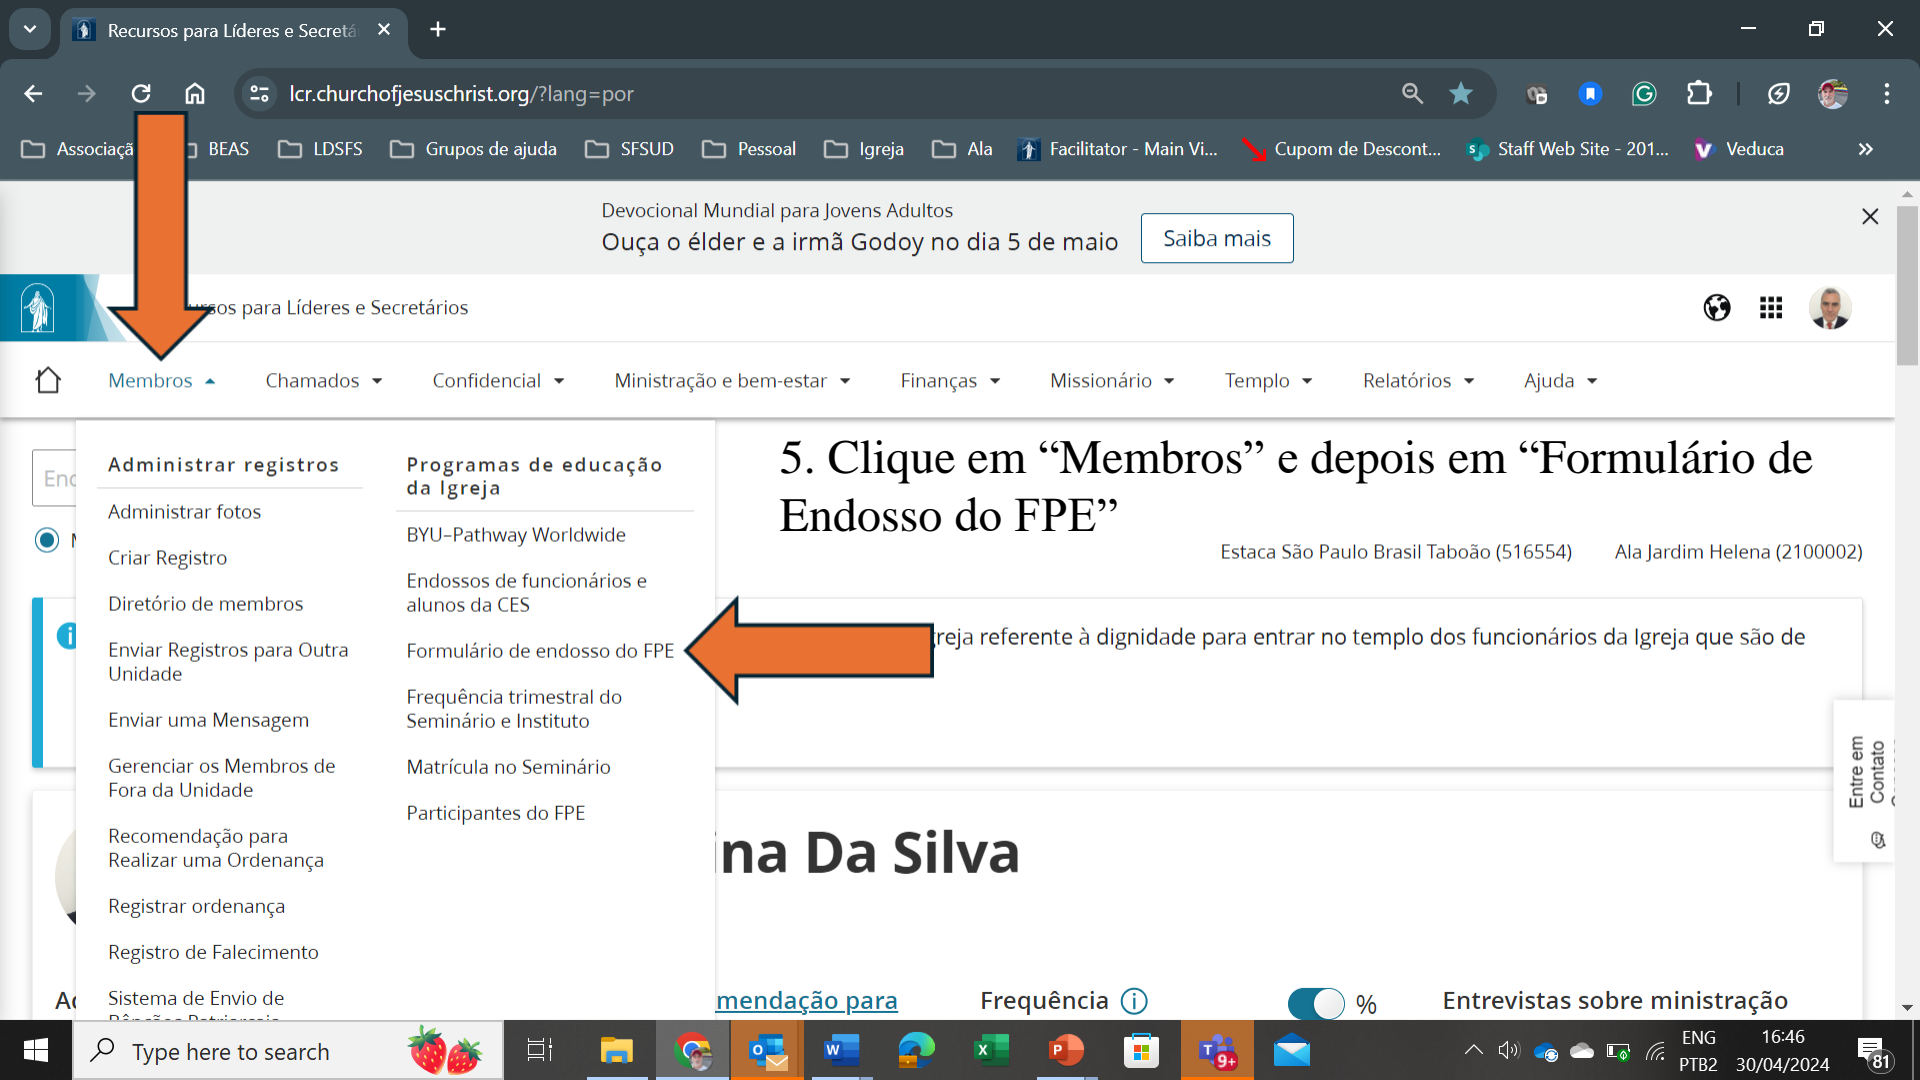 Recursos para Líderes e Secretá
lcr.churchofjesuschrist.org/?lang=por
Associaçã
BEAS
LDSFS
Grupos de ajuda
SFSUD
Pessoal
Igreja
Ala
Facilitator - Main Vi...
Cupom de Descont...
Staff Web Site - 201...
Veduca
Devocional Mundial para Jovens Adultos
Ouça o élder e a irmã Godoy no dia 5 de maio
Saiba mais
ursos para Líderes e Secretários
Membros
Chamados
Confidencial
Ministração e bem-estar
Finanças
Missionário
Templo
Relatórios
Ajuda
Administrar registros
Administrar fotos
Criar Registro
Diretório de membros
Enviar Registros para Outra
Unidade
Enviar uma Mensagem
Gerenciar os Membros de
Fora da Unidade
Recomendação para
Realizar uma Ordenança
Registrar ordenança
Registro de Falecimento
Sistema de Envio de
Bênçãos Patriarcais
Programas de educação
da Igreja
BYU–Pathway Worldwide
Endossos de funcionários e
alunos da CES
Formulário de endosso do FPE
Frequência trimestral do
Seminário e Instituto
Matrícula no Seminário
Participantes do FPE
5. Clique em “Membros” e depois em “Formulário de
Endosso do FPE”
Estaca São Paulo Brasil Taboão (516554)
Ala Jardim Helena (2100002)
greja referente à dignidade para entrar no templo dos funcionários da Igreja que são de
Entre em
Contato
ina Da Silva
mendação para
Frequência
%
Entrevistas sobre ministração
Type here to search
9+
ENG
PTB2
16:46
30/04/2024
81